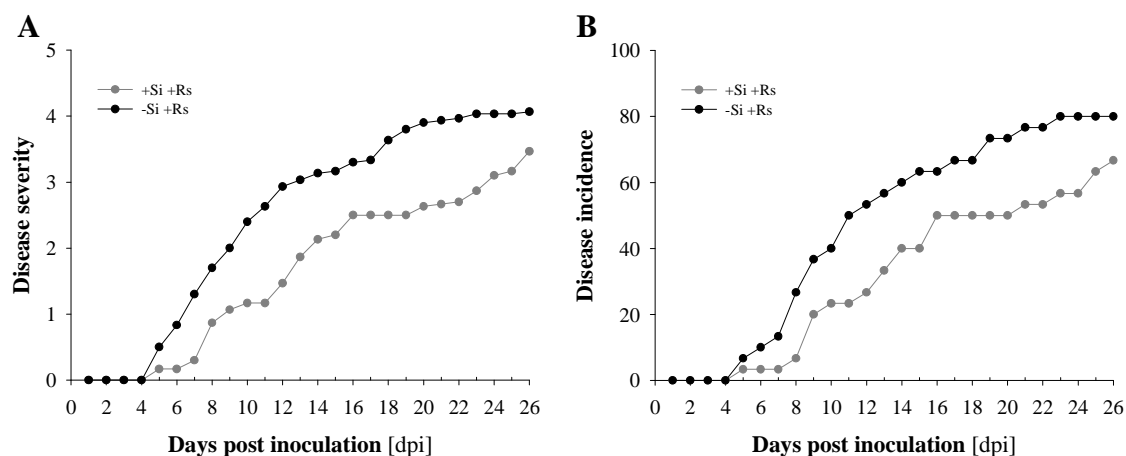 A
5
4
3
2
1
0
Disease severity
+Si +Rs
-Si +Rs
0 2 4 6 8 10 12 14 16 18 20 22 24 26
Days post inoculation [dpi]
B
100
80
60
40
20
0
Disease incidence
+Si +Rs
-Si +Rs
0 2 4 6 8 10 12 14 16 18 20 22 24 26
Days post inoculation [dpi]